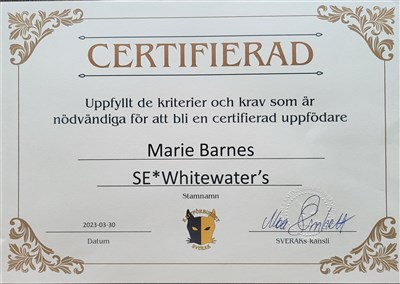 CERTIFIERAD
Uppfyllt de kriterier och krav som är
nödvändiga för att bli en certifierad uppfödare
Marie Barnes
SE*Whitewater's
Stamnamn
2023-03-30
Datum
SVERAK
SVERAKs kansli